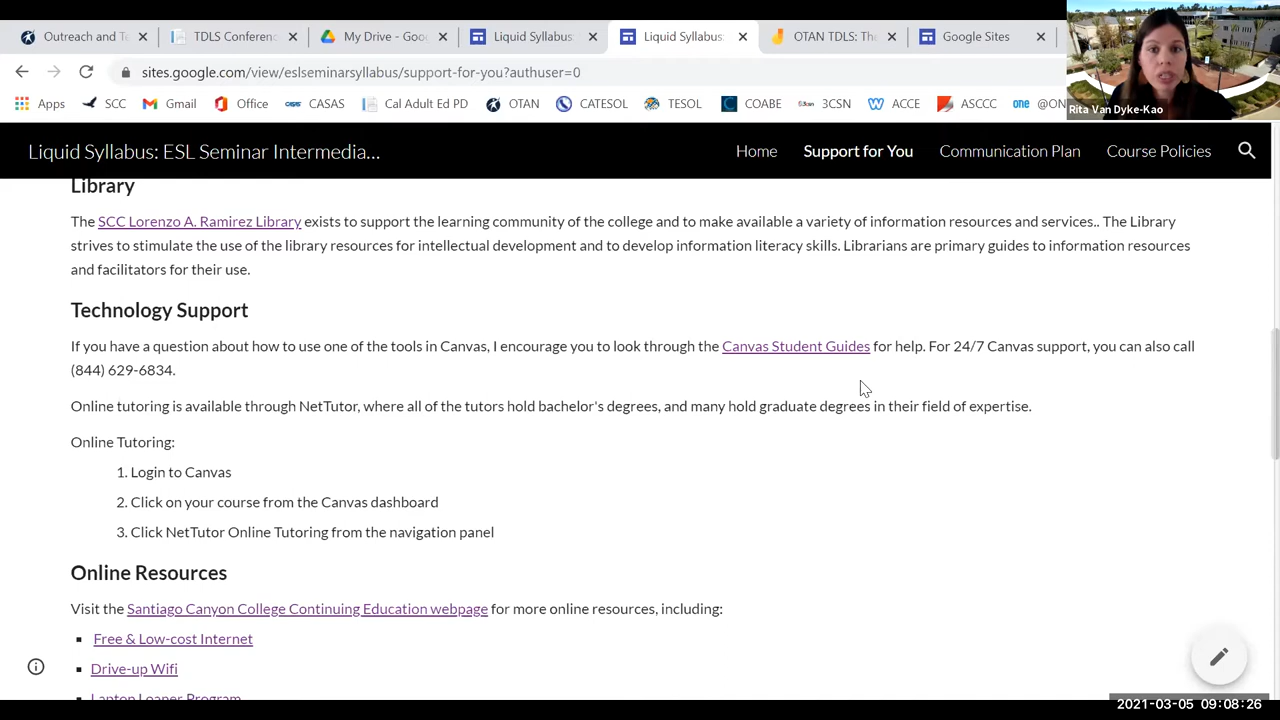 Outreach and Te
TDLS Conferenc
My Drive - Goo
Liquid Syllabus:
Liquid Syllabus:
OTAN TDLS: The
Google Sites
sites.google.com/view/eslseminarsyllabus/support-for-you?authuser=0
Apps SCC Gmail Office CASAS Cal Adult Ed PD OTAN CATESOL TESOL COABE 3CSN ACCE ASCCC @ON
Rita Van Dyke-Kao
Liquid Syllabus: ESL Seminar Intermedia...
Home Support for You Communication Plan Course Policies
Library
The SCC Lorenzo A. Ramirez Library exists to support the learning community of the college and to make available a variety of information resources and services.. The Library
strives to stimulate the use of the library resources for intellectual development and to develop information literacy skills. Librarians are primary guides to information resources
and facilitators for their use.
Technology Support
If you have a question about how to use one of the tools in Canvas, I encourage you to look through the Canvas Student Guides for help. For 24/7 Canvas support, you can also call
(844) 629-6834.
Online tutoring is available through NetTutor, where all of the tutors hold bachelor's degrees, and many hold graduate degrees in their field of expertise.
Online Tutoring:
1. Login to Canvas
2. Click on your course from the Canvas dashboard
3. Click NetTutor Online Tutoring from the navigation panel
Online Resources
Visit the Santiago Canyon College Continuing Education webpage for more online resources, including:
▪ Free & Low-cost Internet
▪ Drive-up Wifi
Laptop Loaner Program
2021-03-05 09:08:26